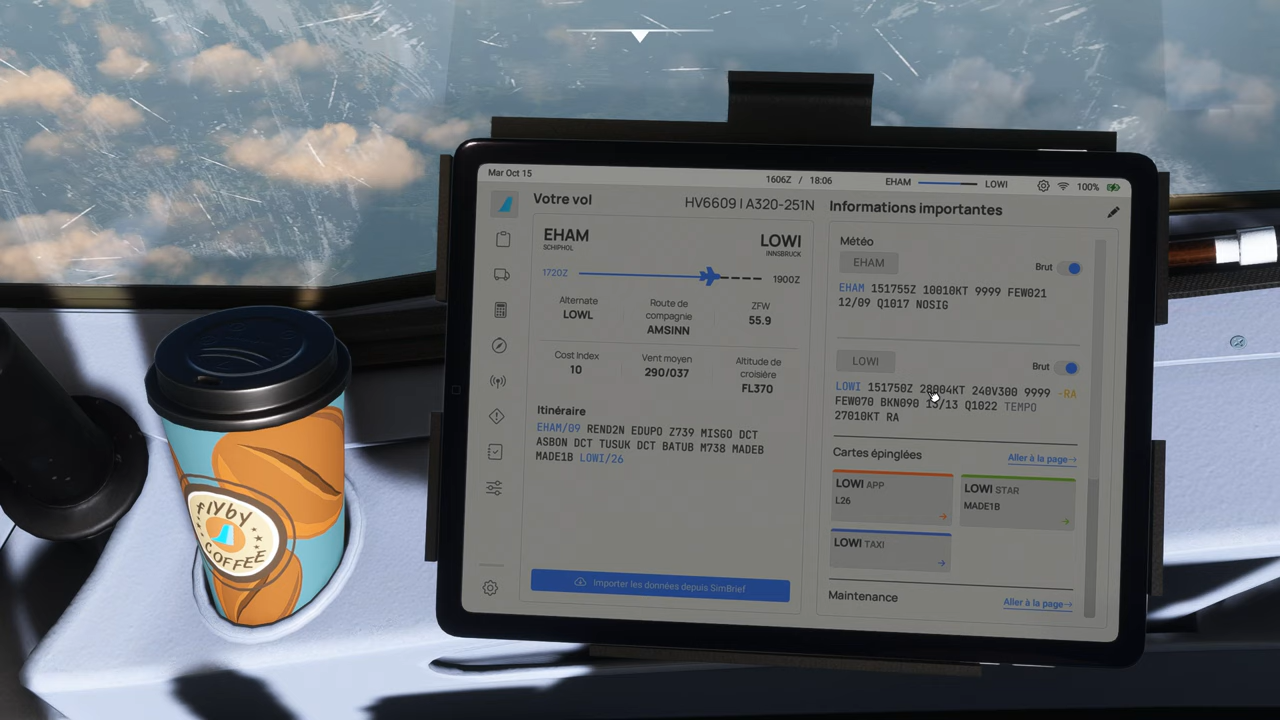 Mar Oct 15
1606Z / 18:06
EHAM
LOWI
100%
Votre vol
HV6609 | A320-251N
EHAM
SCHIPHOL
LOWI
INNSBRUCK
1720Z
1900Z
Alternate
LOWL
Route de
compagnie
AMSINN
ZFW
55.9
Cost Index
10
Vent moyen
290/037
Altitude de
croisière
FL370
Itinéraire
EHAM/09 REND2N EDUPO Z739 MISGO DCT
ASBON DCT TUSUK DCT BATUB M738 MADEB
MADE1B LOWI/26
Importer les données depuis SimBrief
Informations importantes
Météo
EHAM
Brut
EHAM 151755Z 10010KT 9999 FEW021
12/09 Q1017 NOSIG
LOWI
Brut
LOWI 151750Z 28004KT 240V300 9999 -RA
FEW070 BKN090 13/13 Q1022 TEMPO
27010KT RA
Cartes épinglées
Aller à la page
LOWI APP
L26
LOWI STAR
MADE1B
LOWI TAXI
Maintenance
Aller à la page
flyby
COFFEE